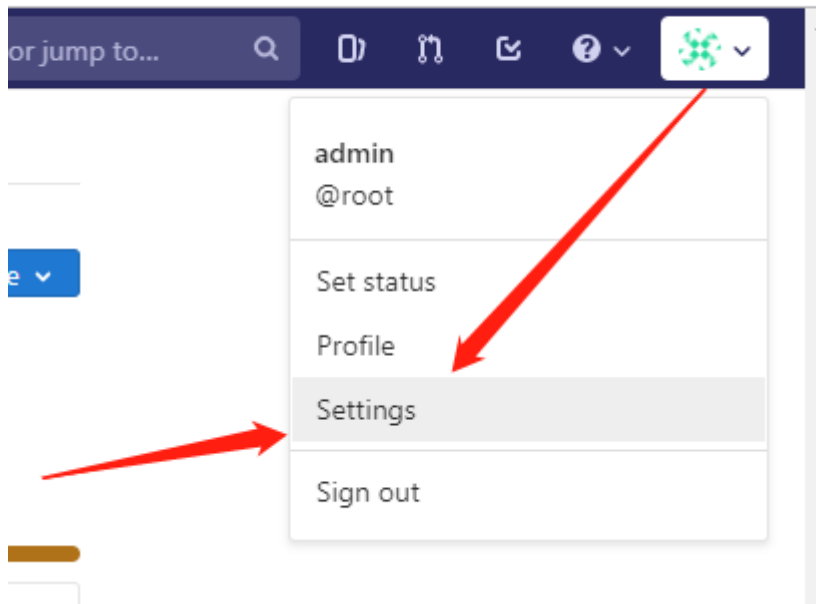 or jump to...
admin
@root
e
Set status
Profile
Settings
Sign out